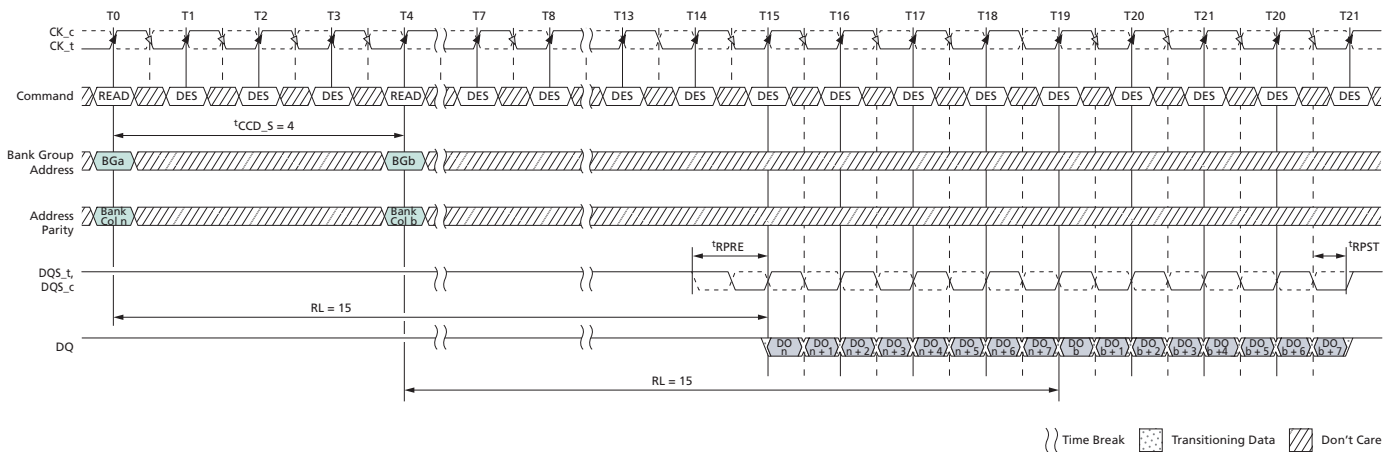 T0 T1 T2 T3 T4 T7 T8 T13 T14 T15 T16 T17 T18 T19 T20 T21 T20 T21
CK_c
CK_t
Command READ DES DES DES READ DES DES DES DES DES DES DES DES DES DES DES DES DES
tCCD_S = 4
Bank Group
Address
BGa BGb
Address
Parity
Bank
Col n
Bank
Col b
tRPRE tRPST
DQS_t,
DQS_c
RL = 15
DQ
DO
n
DO
n + 1
DO
n + 2
DO
n + 3
DO
n + 4
DO
n + 5
DO
n + 6
DO
n + 7
DO
b
DO
b + 1
DO
b + 2
DO
b + 3
DO
b + 4
DO
b + 5
DO
b + 6
DO
b + 7
RL = 15
Time Break Transitioning Data Don't Care